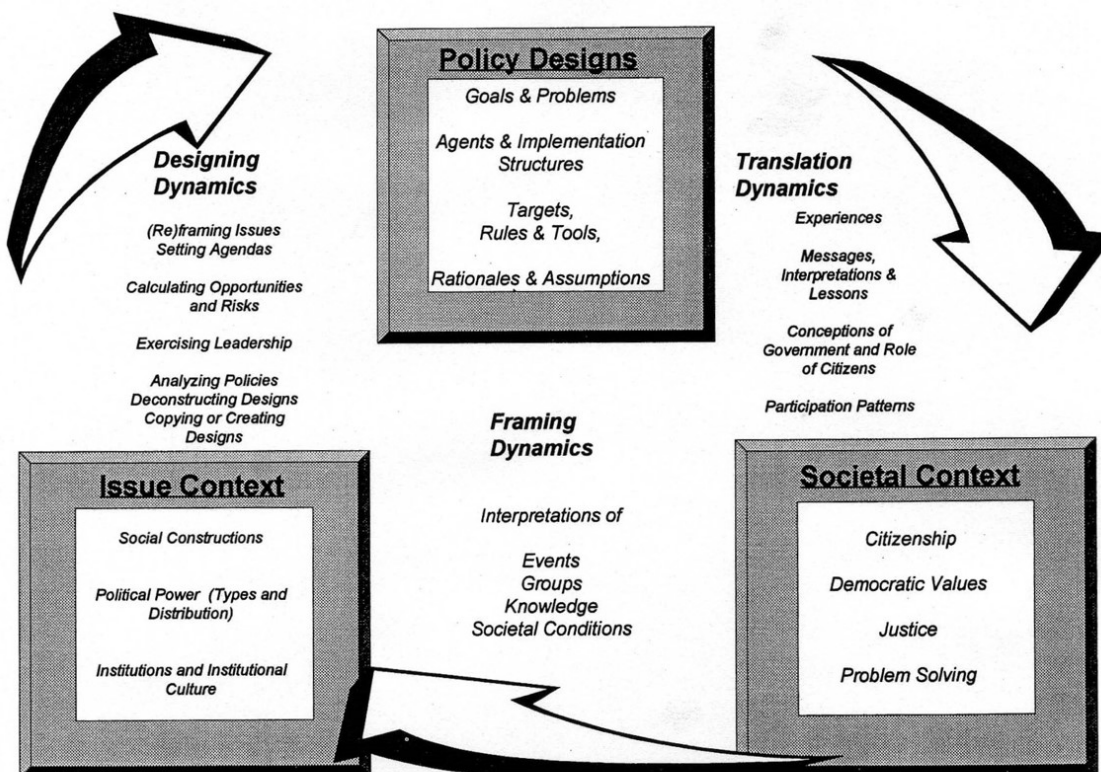 Policy Designs
Goals & Problems
Agents & Implementation
Structures
Targets,
Rules & Tools,
Rationales & Assumptions
Designing
Dynamics
(Re)framing Issues
Setting Agendas
Calculating Opportunities
and Risks
Exercising Leadership
Analyzing Policies
Deconstructing Designs
Copying or Creating
Designs
Translation
Dynamics
Experiences
Messages,
Interpretations &
Lessons
Conceptions of
Government and Role
of Citizens
Participation Patterns
Framing
Dynamics
Interpretations of
Events
Groups
Knowledge
Societal Conditions
Issue Context
Social Constructions
Political Power (Types and
Distribution)
Institutions and Institutional
Culture
Societal Context
Citizenship
Democratic Values
Justice
Problem Solving